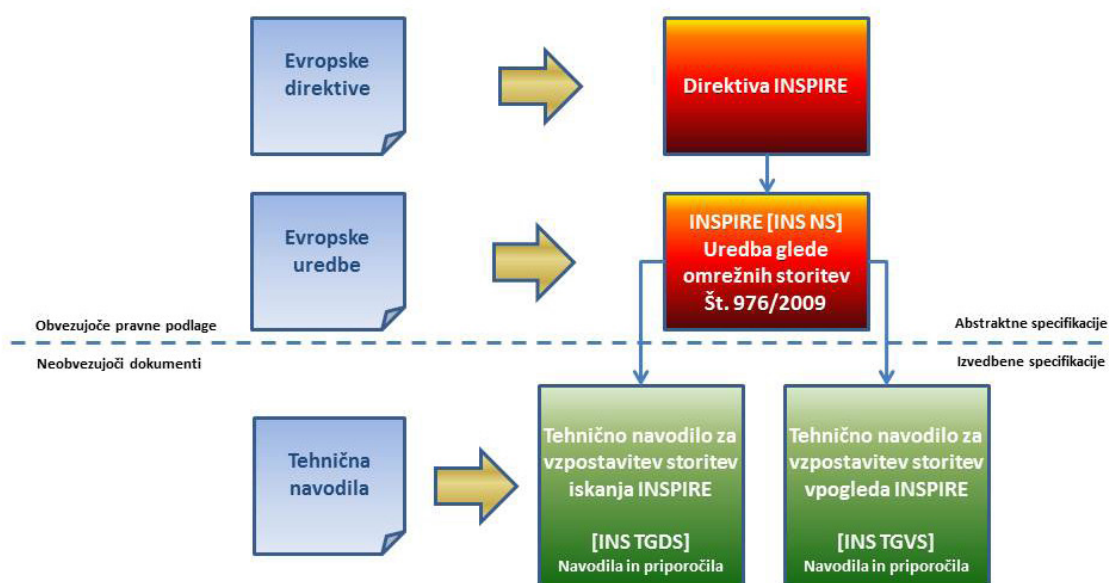 Evropske
direktive
Direktiva INSPIRE
Evropske
uredbe
INSPIRE [INS NS]
Uredba glede
omrežnih storitev
Št. 976/2009
Obvezujoče pravne podlage
Abstraktne specifikacije
Neobvezujoči dokumenti
Izvedbene specifikacije
Tehnična
navodila
Tehnično navodilo za
vzpostavitev storitev
iskanja INSPIRE
[INS TGDS]
Navodila in priporočila
Tehnično navodilo za
vzpostavitev storitev
vpogleda INSPIRE
[INS TGVS]
Navodila in priporočila